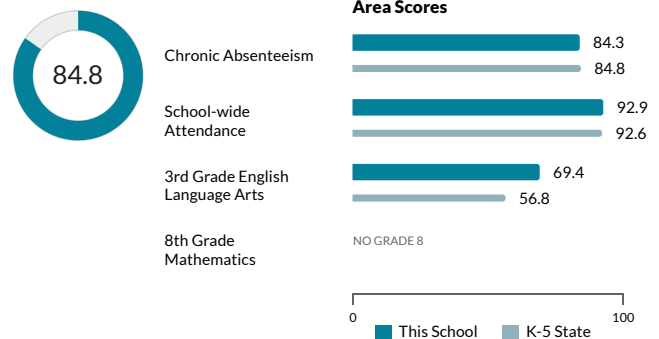 Area Scores
84.8
Chronic Absenteeism
84.3
84.8
School-wide
Attendance
92.9
92.6
3rd Grade English
Language Arts
69.4
56.8
8th Grade
Mathematics
NO GRADE 8
0
100
This School
K-5 State